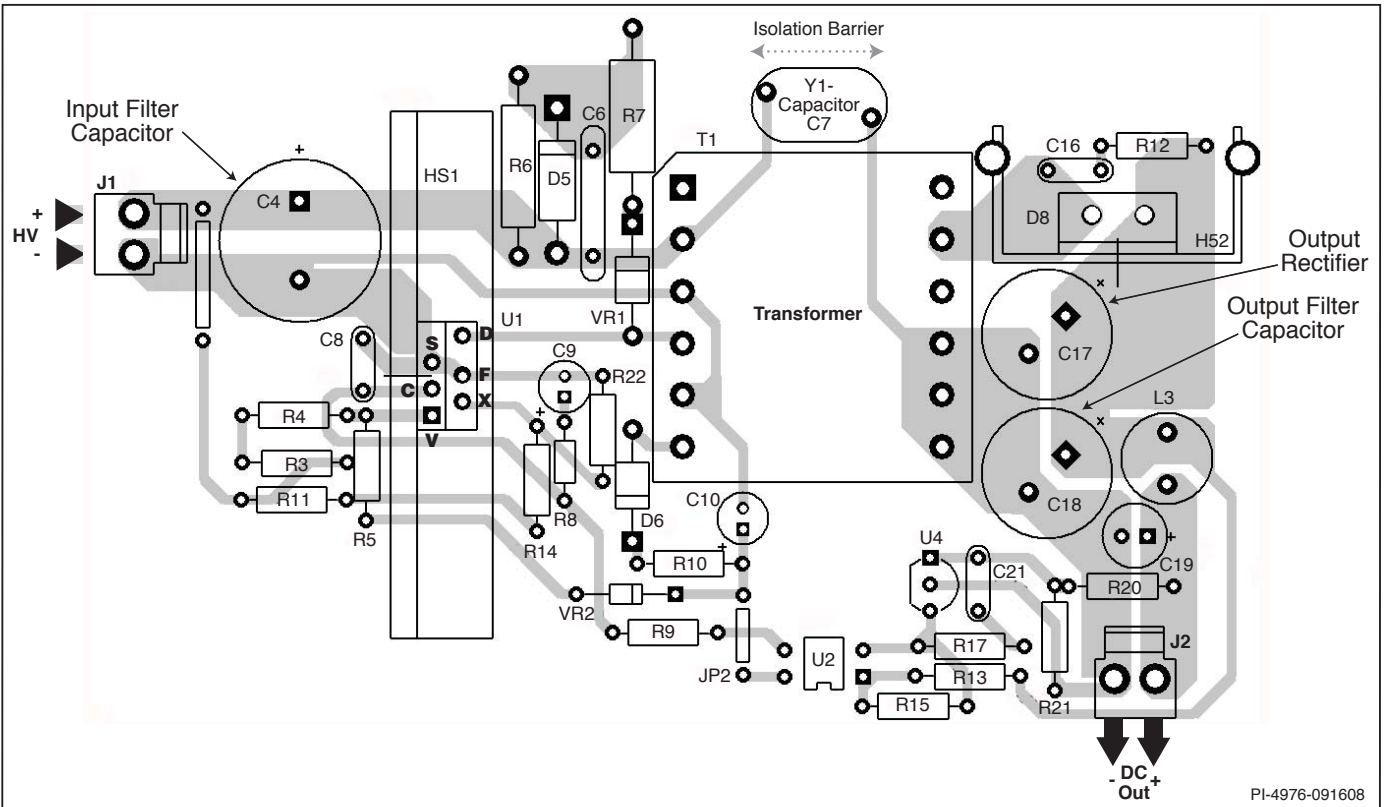 Isolation Barrier
Y1-
Capacitor
C7
Input Filter
Capacitor
+
C4
J1
+
HV
-
HS1
R6
D5
C6
R7
T1
C16
R12
D8
H52
Output
Rectifier
Output Filter
Capacitor
Transformer
VR1
U1
D
S
F
C
X
V
C8
C9
+
R22
R4
R3
R11
R5
R14
R8
D6
C10
+
R10
VR2
R9
JP2
U2
U4
C21
R17
R13
R15
R21
R20
C17
x
C18
x
L3
C19
+
J2
- DC +
Out
PI-4976-091608